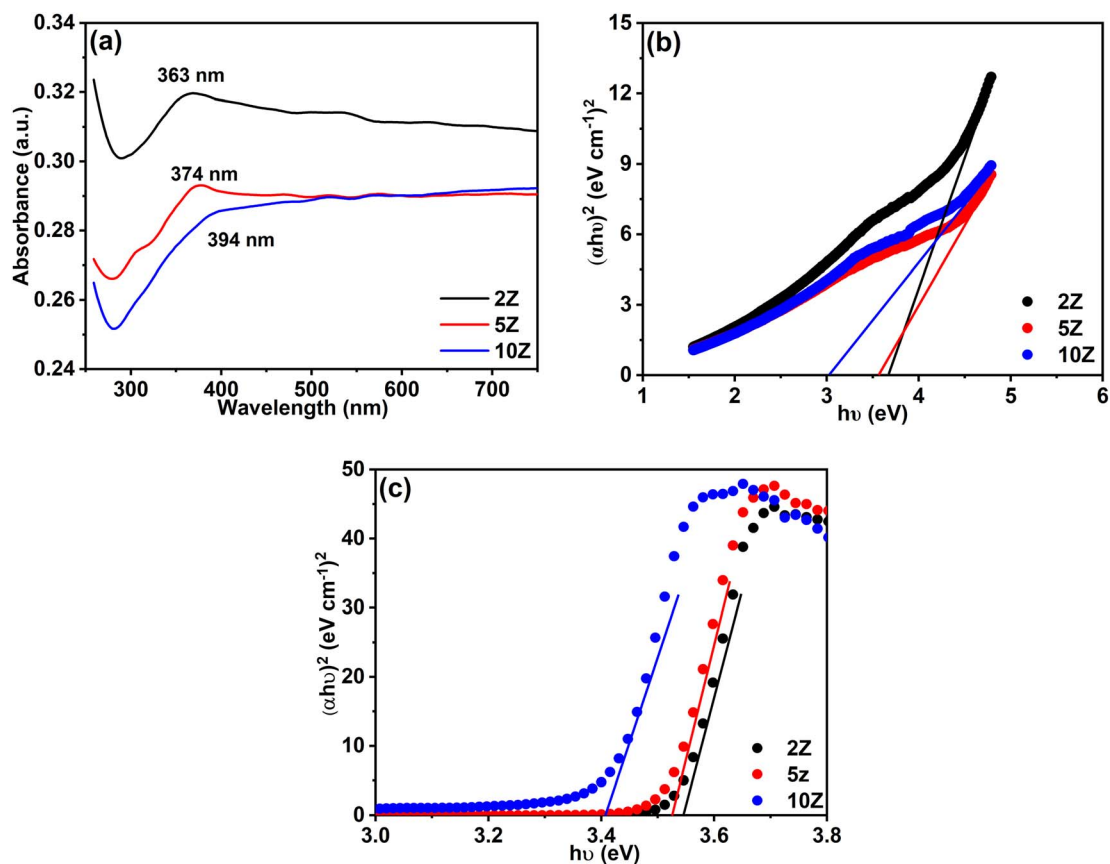 (a)
0.34
0.32
0.30
0.28
0.26
0.24
Absorbance (a.u.)
363 nm
374 nm
394 nm
2Z
5Z
10Z
300 400 500 600 700
Wavelength (nm)
(b)
15
12
9
6
3
0
(αhυ)² (eV cm⁻¹)²
2Z
5Z
10Z
1 2 3 4 5 6
hυ (eV)
(c)
50
40
30
20
10
0
(αhυ)² (eV cm⁻¹)²
2Z
5z
10Z
3.0 3.2 3.4 3.6 3.8
hυ (eV)